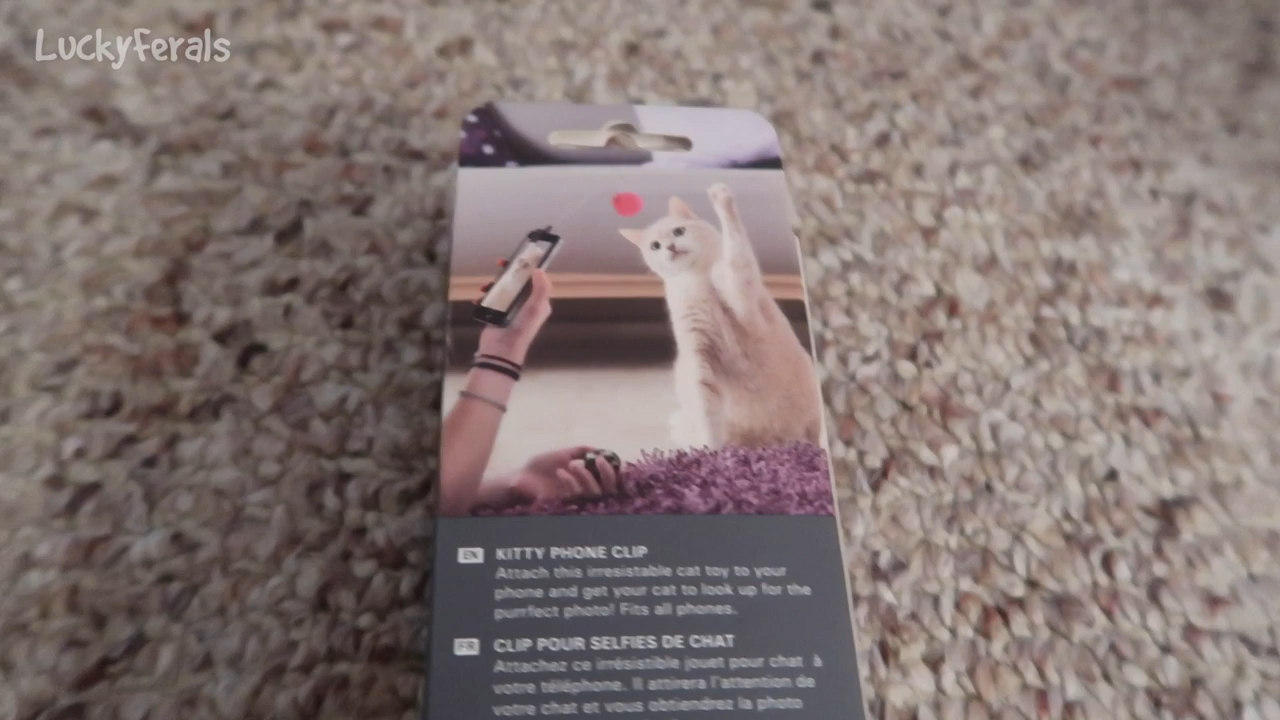 LuckyFerals
EN KITTY PHONE CLIP
Attach this irresistable cat toy to your
phone and get your cat to look up for the
purrfect photo! Fits all phones.
FR CLIP POUR SELFIES DE CHAT
Attachez ce irrésistible jouet pour chat à
votre téléphone. Il attirera l'attention de
votre chat et vous obtiendrez la photo